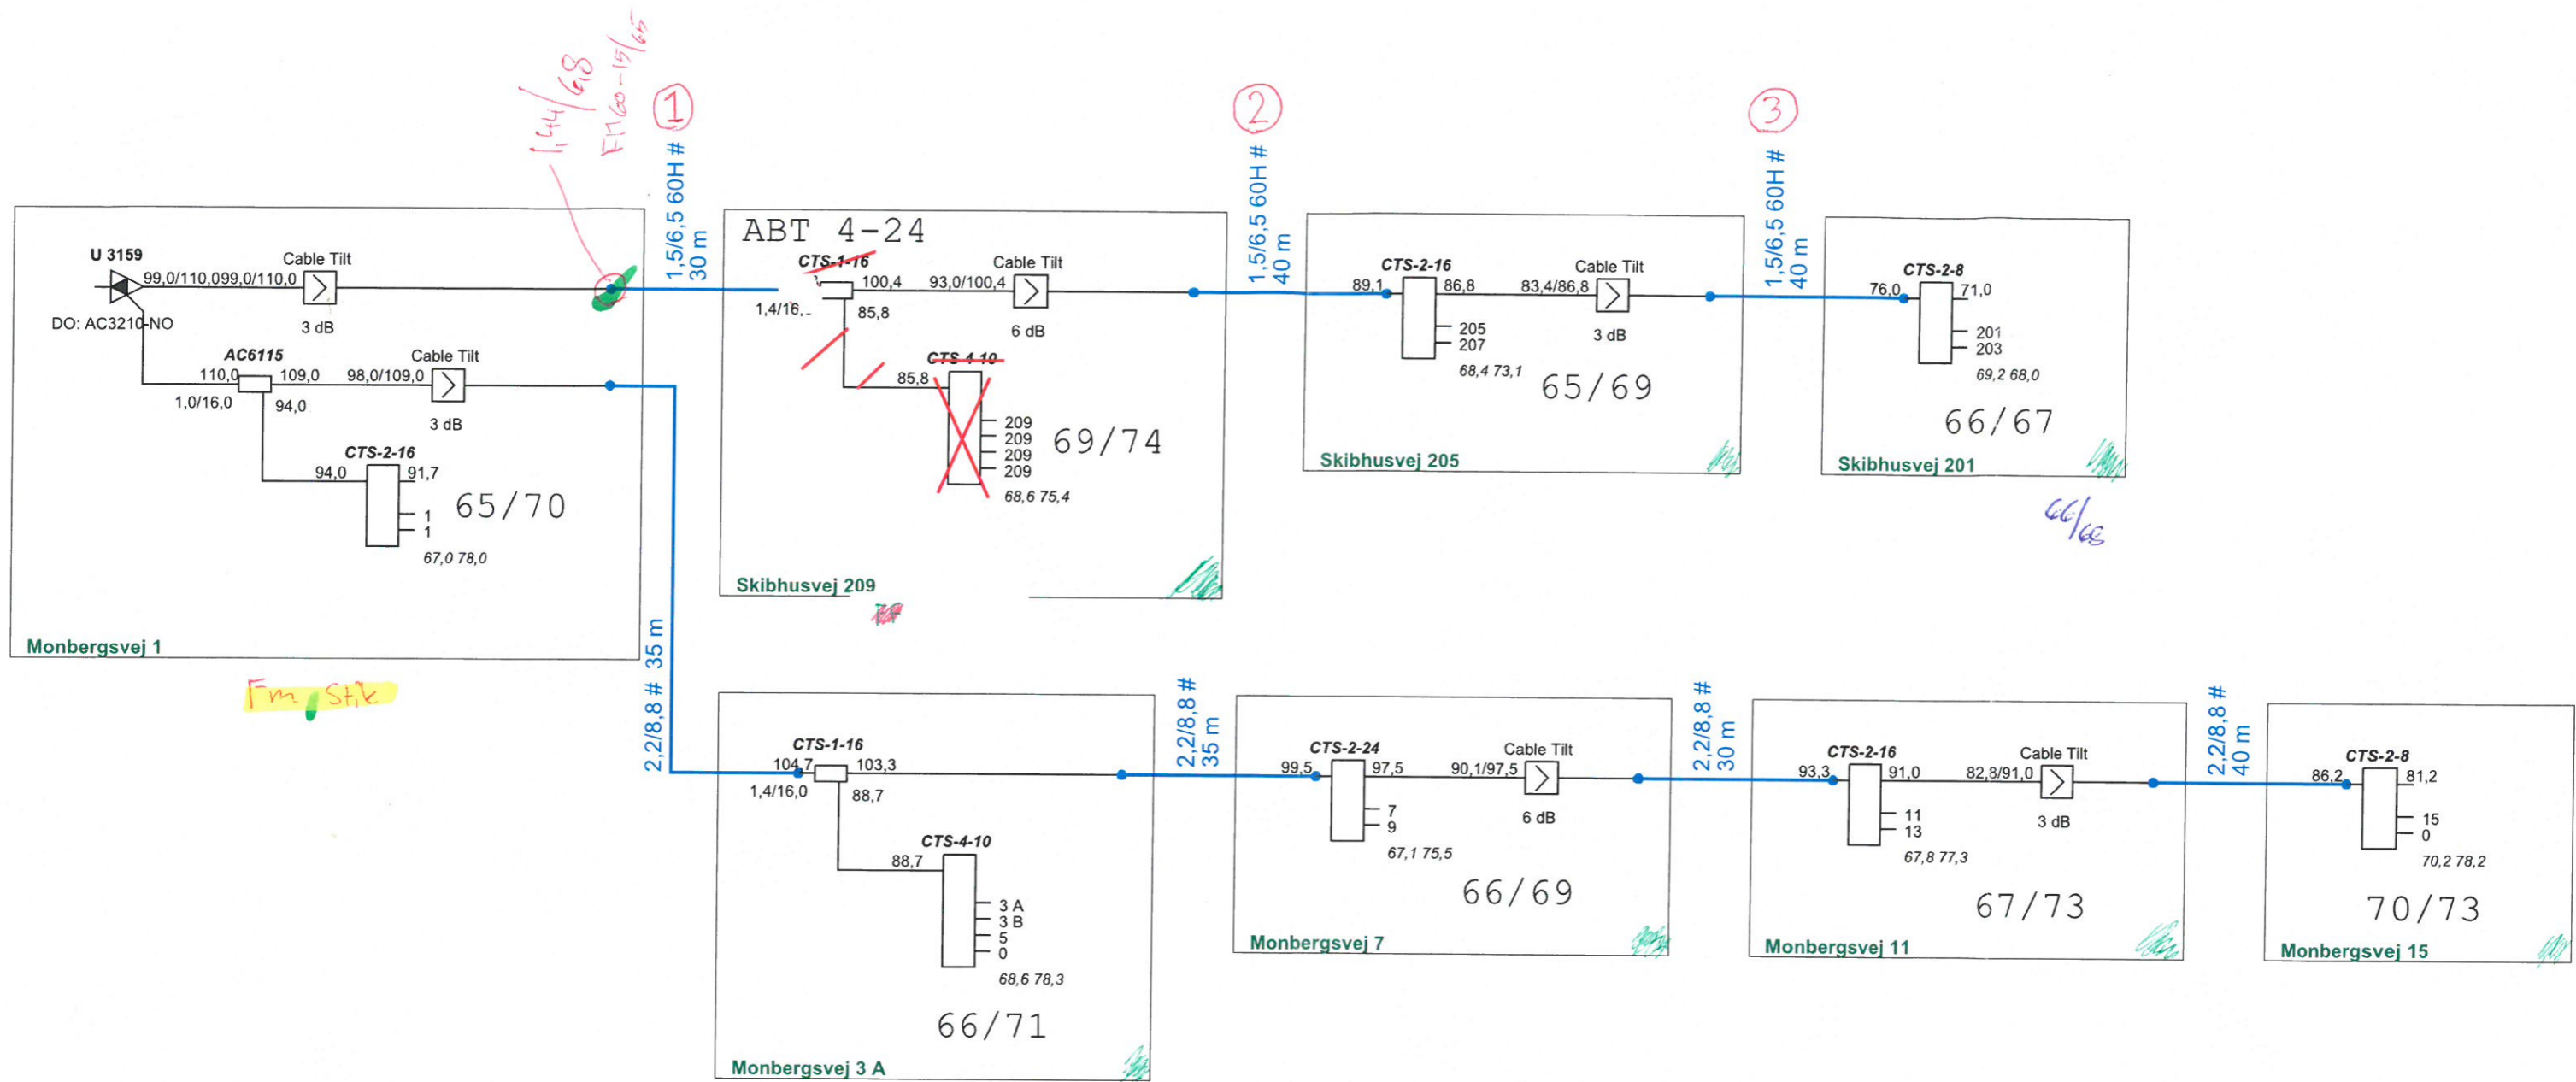 1,44/6,8
FM60-15/65
1
1,5/6,5 60H #
30 m
2
1,5/6,5 60H #
40 m
3
1,5/6,5 60H #
40 m
U 3159
99,0/110,099,0/110,0
Cable Tilt
3 dB
DO: AC3210-NO
AC6115
110,0
109,0
98,0/109,0
Cable Tilt
1,0/16,0
94,0
3 dB
CTS-2-16
94,0
91,7
1
1
65/70
67,0 78,0
Monbergsvej 1
Fm Stik
ABT 4-24
CTS-1-16
100,4
93,0/100,4
Cable Tilt
85,8
6 dB
CTS-4-10
85,8
209
209
209
209
69/74
68,6 75,4
Skibhusvej 209
CTS-2-16
89,1
86,8
83,4/86,8
Cable Tilt
3 dB
205
207
68,4 73,1
65/69
Skibhusvej 205
CTS-2-8
76,0
71,0
201
203
69,2 68,0
66/67
Skibhusvej 201
66/65
2,2/8,8 # 35 m
CTS-1-16
104,7
103,3
1,4/16,0
88,7
CTS-4-10
88,7
3 A
3 B
5
0
68,6 78,3
66/71
Monbergsvej 3 A
2,2/8,8 #
35 m
CTS-2-24
99,5
97,5
90,1/97,5
Cable Tilt
6 dB
7
9
67,1 75,5
66/69
Monbergsvej 7
2,2/8,8 #
30 m
CTS-2-16
93,3
91,0
82,8/91,0
Cable Tilt
3 dB
11
13
67,8 77,3
67/73
Monbergsvej 11
2,2/8,8 #
40 m
CTS-2-8
86,2
81,2
15
0
70,2 78,2
70/73
Monbergsvej 15